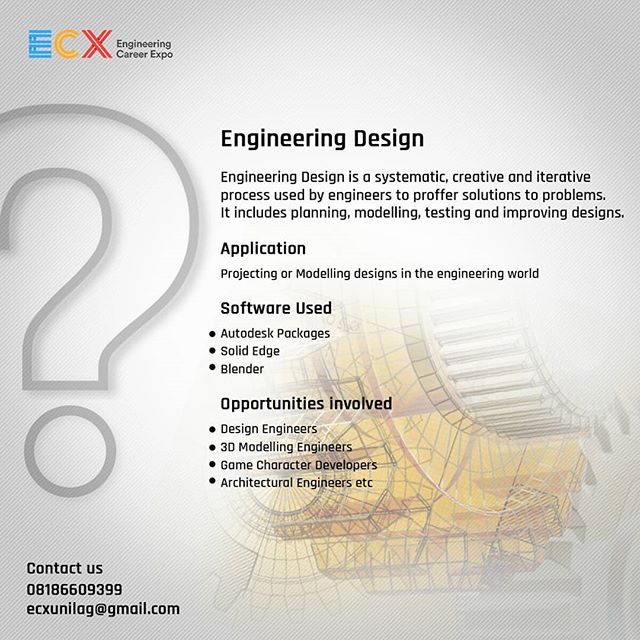 ECX Engineering
Career Expo
Engineering Design
Engineering Design is a systematic, creative and iterative
process used by engineers to proffer solutions to problems.
It includes planning, modelling, testing and improving designs.
Application
Projecting or Modelling designs in the engineering world
Software Used
• Autodesk Packages
• Solid Edge
• Blender
Opportunities involved
• Design Engineers
• 3D Modelling Engineers
• Game Character Developers
• Architectural Engineers etc
Contact us
08186609399
ecxunilag@gmail.com
?